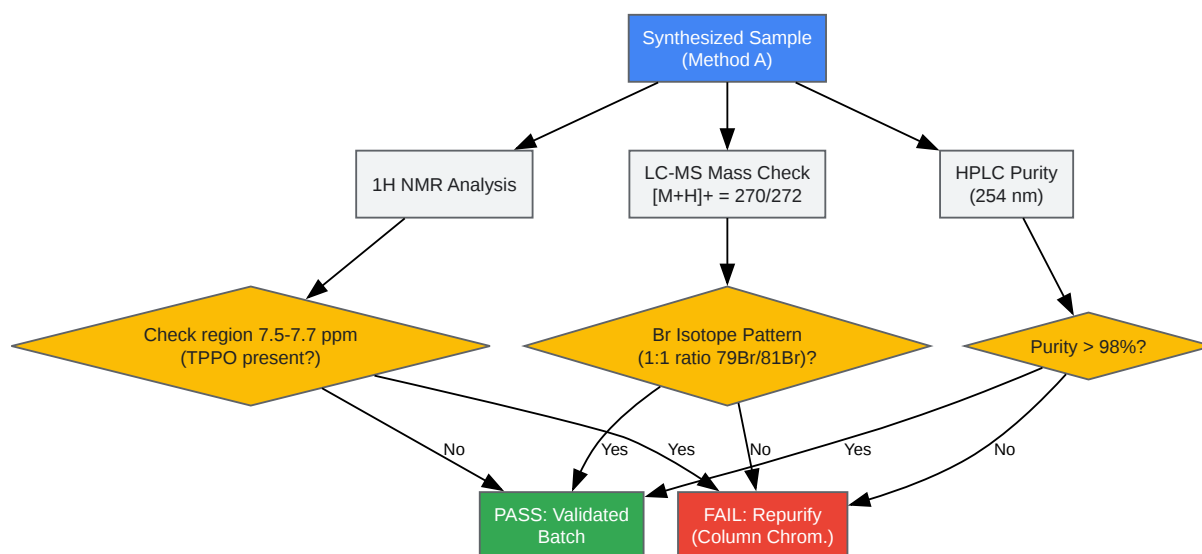 Synthesized Sample
(Method A)
1H NMR Analysis
LC-MS Mass Check
[M+H]+ = 270/272
HPLC Purity
(254 nm)
Check region 7.5-7.7 ppm
(TPPO present?)
Br Isotope Pattern
(1:1 ratio 79Br/81Br)?
Purity > 98%?
No
Yes
Yes
No
Yes
No
PASS: Validated
Batch
FAIL: Repurify
(Column Chrom.)